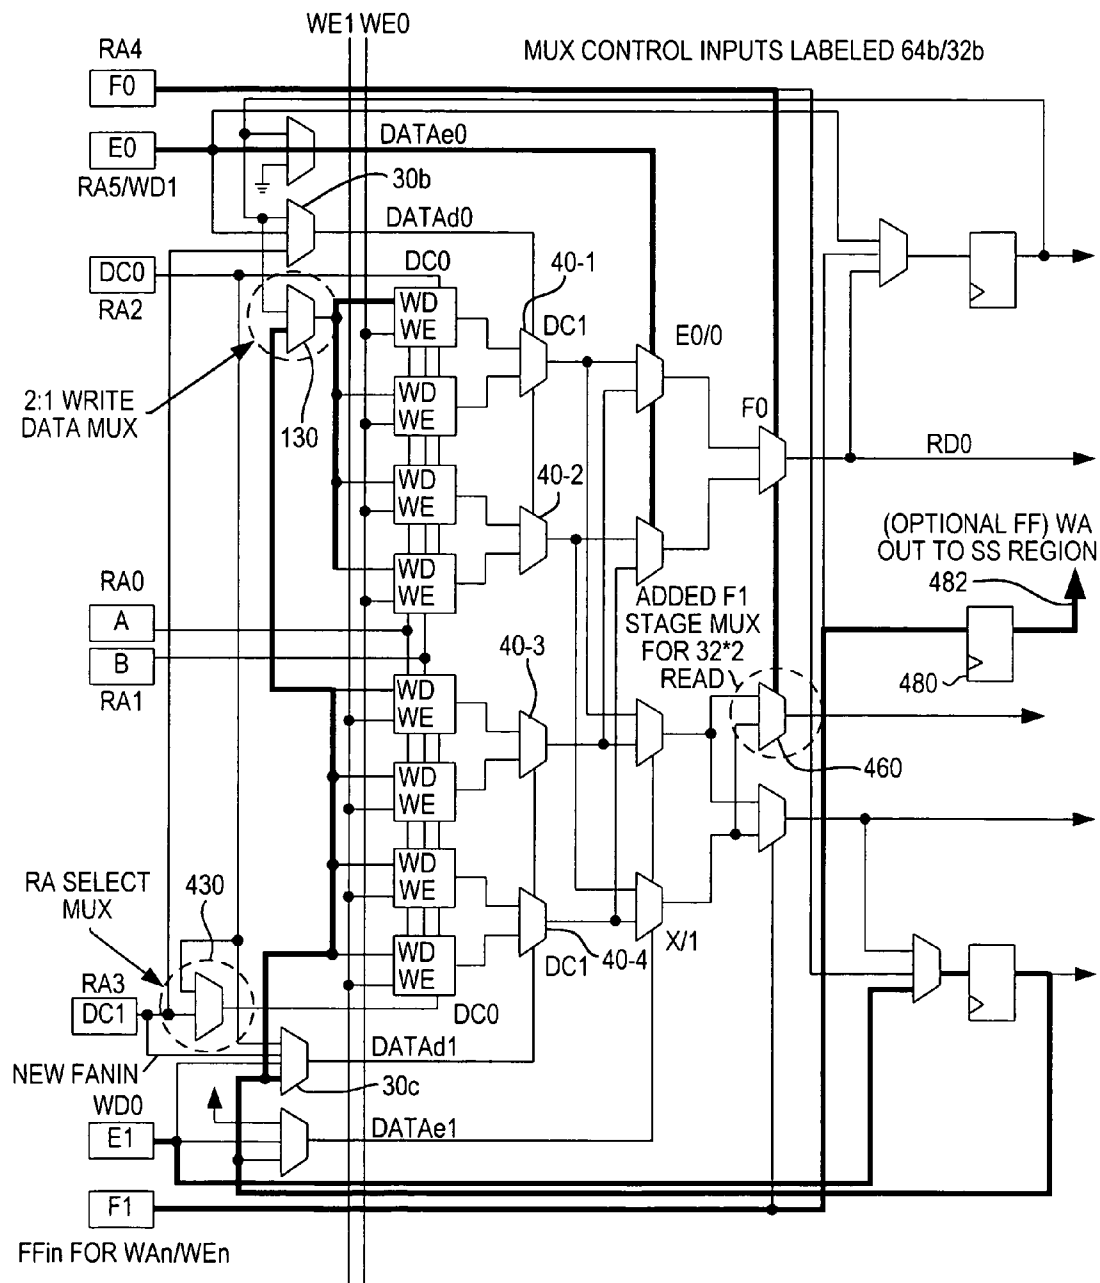 WE1 WE0
MUX CONTROL INPUTS LABELED 64b/32b
RA4
F0
DATAe0
E0
RA5/WD1
30b
DATAd0
DC0
RA2
DC0
40-1
DC1
E0/0
WD
WE
2:1 WRITE
DATA MUX
130
WD
WE
F0
RD0
40-2
WD
WE
(OPTIONAL FF) WA
OUT TO SS REGION
482
RA0
A
WD
WE
ADDED F1
STAGE MUX
FOR 32*2
READ
480
B
RA1
40-3
WD
WE
460
WD
WE
RA SELECT
MUX
430
WD
WE
X/1
RA3
DC1
WD
WE
DC1
40-4
DC0
NEW FANIN
DATAd1
30c
WD0
E1
DATAe1
F1
FFin FOR WAn/WEn